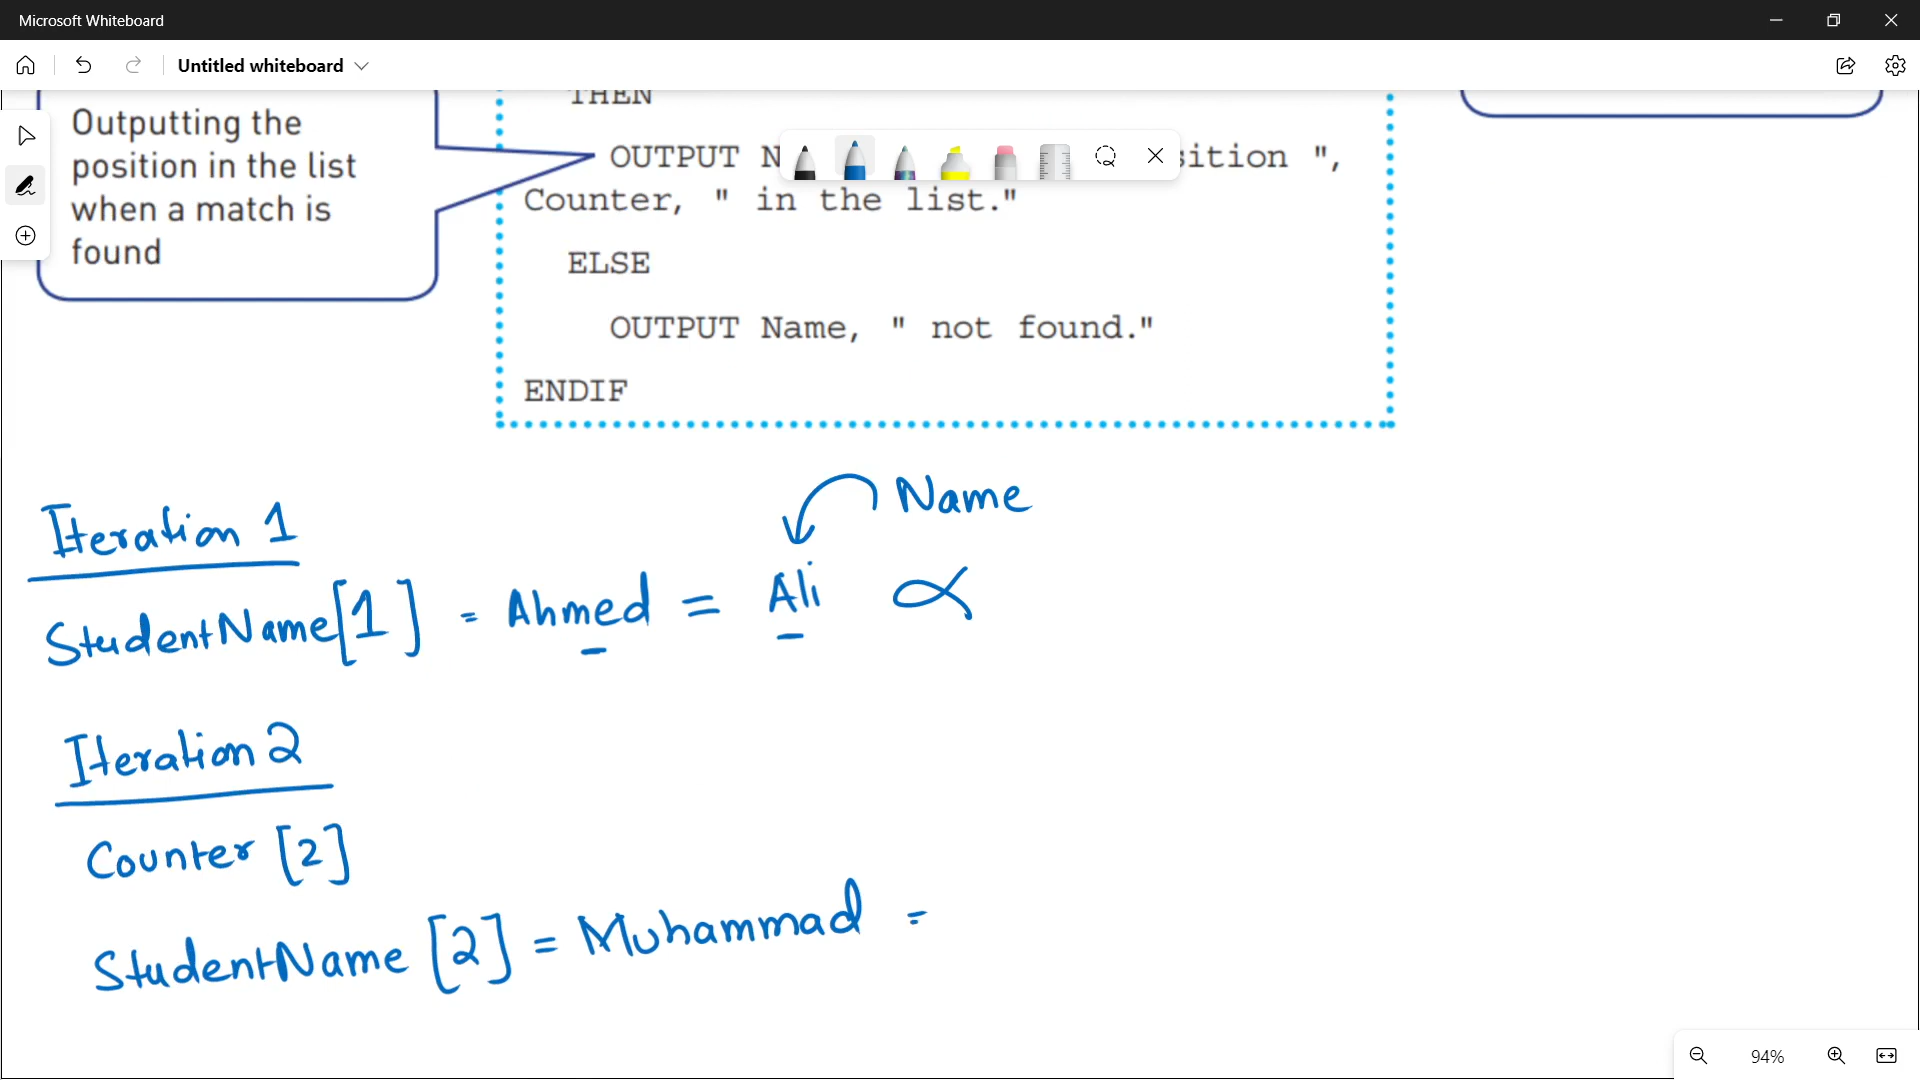 Microsoft Whiteboard
Untitled whiteboard
THEN
Outputting the
position in the list
when a match is
found
OUTPUT N sition ",
Counter, " in the list."
ELSE
OUTPUT Name, " not found."
ENDIF
Name
Iteration 1
StudentName[1] = Ahmed = Ali
Iteration 2
Counter [2]
StudentName [2] = Muhammad =
94%